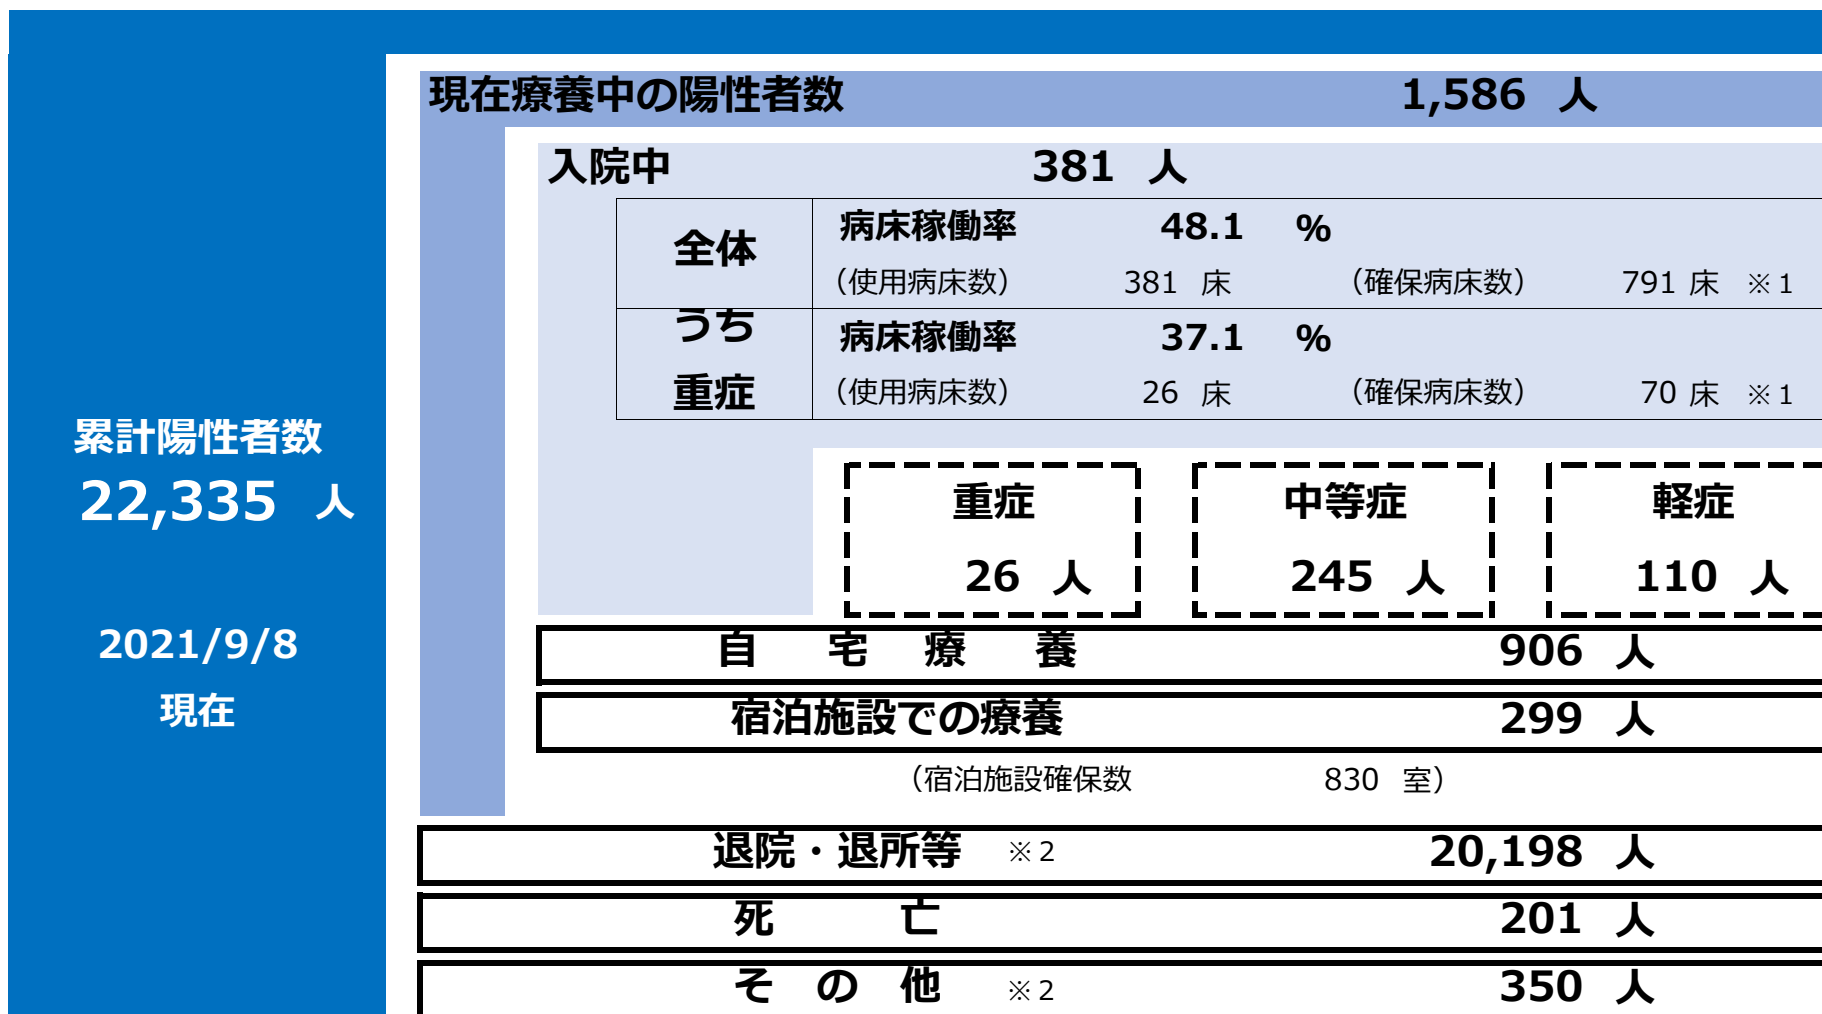 累計陽性者数
22,335 人
2021/9/8
現在
現在療養中の陽性者数 1,586 人
入院中 381 人
全体 病床稼働率 48.1 %
（使用病床数） 381 床 （確保病床数） 791 床 ※1
うち 病床稼働率 37.1 %
重症 （使用病床数） 26 床 （確保病床数） 70 床 ※1
重症 中等症 軽症
26 人 245 人 110 人
自宅療養 906 人
宿泊施設での療養 299 人
（宿泊施設確保数 830 室）
退院・退所等 ※2 20,198 人
死亡 201 人
その他 ※2 350 人